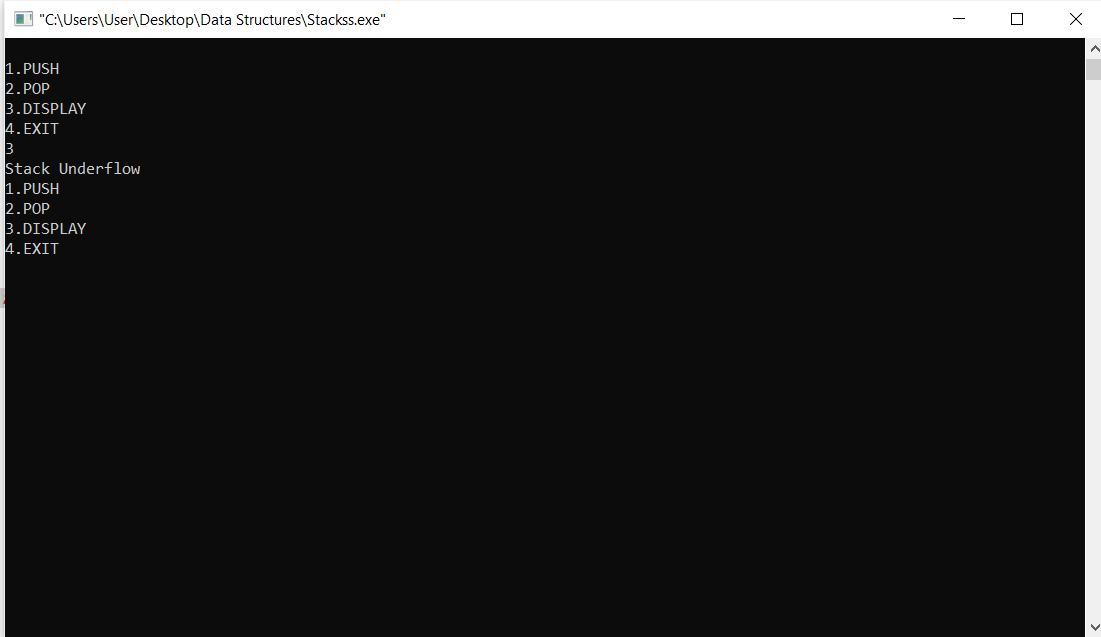 "C:\Users\User\Desktop\Data Structures\Stackss.exe"
1.PUSH
2.POP
3.DISPLAY
4.EXIT
3
Stack Underflow
1.PUSH
2.POP
3.DISPLAY
4.EXIT